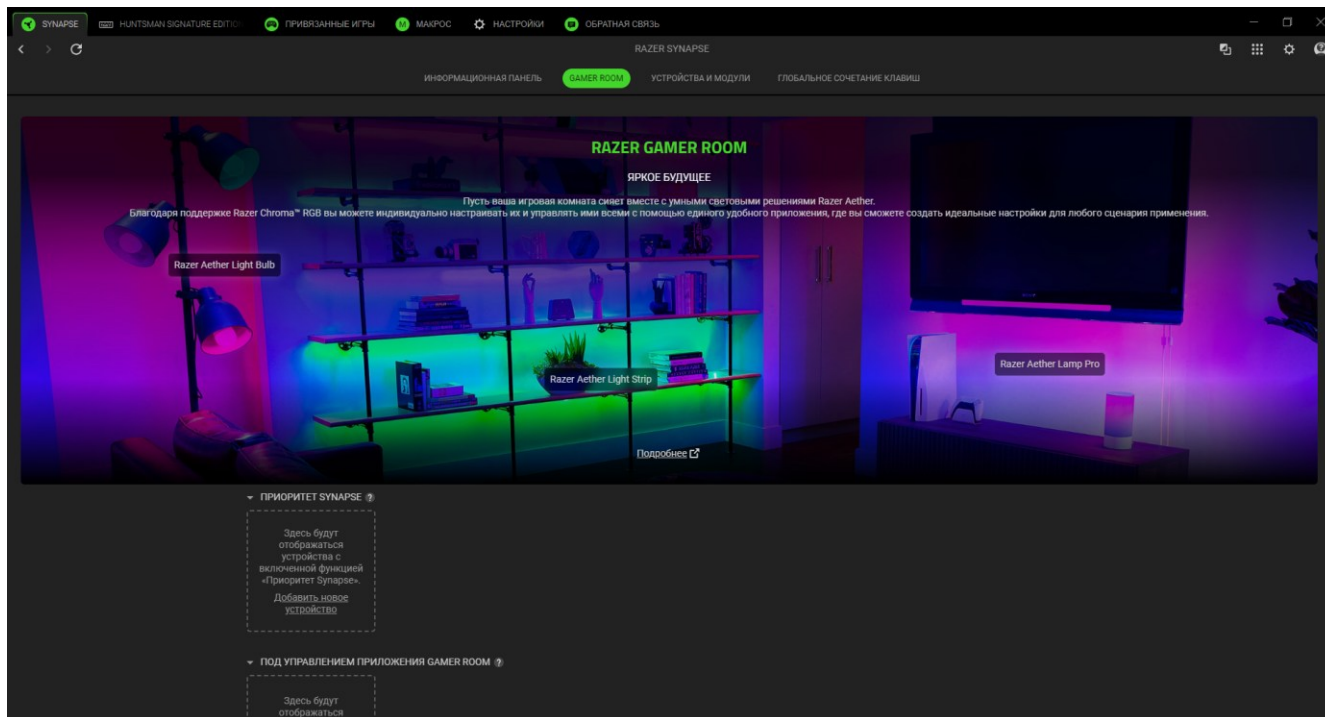 SYNAPSE
HUNTSMAN SIGNATURE EDITIO
ПРИВЯЗАННЫЕ ИГРЫ
M МАКРОС
НАСТРОЙКИ
ОБРАТНАЯ СВЯЗЬ
RAZER SYNAPSE
ИНФОРМАЦИОННАЯ ПАНЕЛЬ
GAMER ROOM
УСТРОЙСТВА И МОДУЛИ
ГЛОБАЛЬНОЕ СОЧЕТАНИЕ КЛАВИШ
RAZER GAMER ROOM
ЯРКОЕ БУДУЩЕЕ
Пусть ваша игровая комната сияет вместе с умными световыми решениями Razer Aether.
Благодаря поддержке Razer Chroma™ RGB вы можете индивидуально настраивать их и управлять ими всеми с помощью единого удобного приложения, где вы сможете создать идеальные настройки для любого сценария применения.
Razer Aether Light Bulb
Razer Aether Light Strip
Razer Aether Lamp Pro
Подробнее
ПРИОРИТЕТ SYNAPSE ?
Здесь будут
отображаться
устройства с
включенной функцией
«Приоритет Synapse».
Добавить новое
устройство
ПОД УПРАВЛЕНИЕМ ПРИЛОЖЕНИЯ GAMER ROOM ?
Здесь будут
отображаться